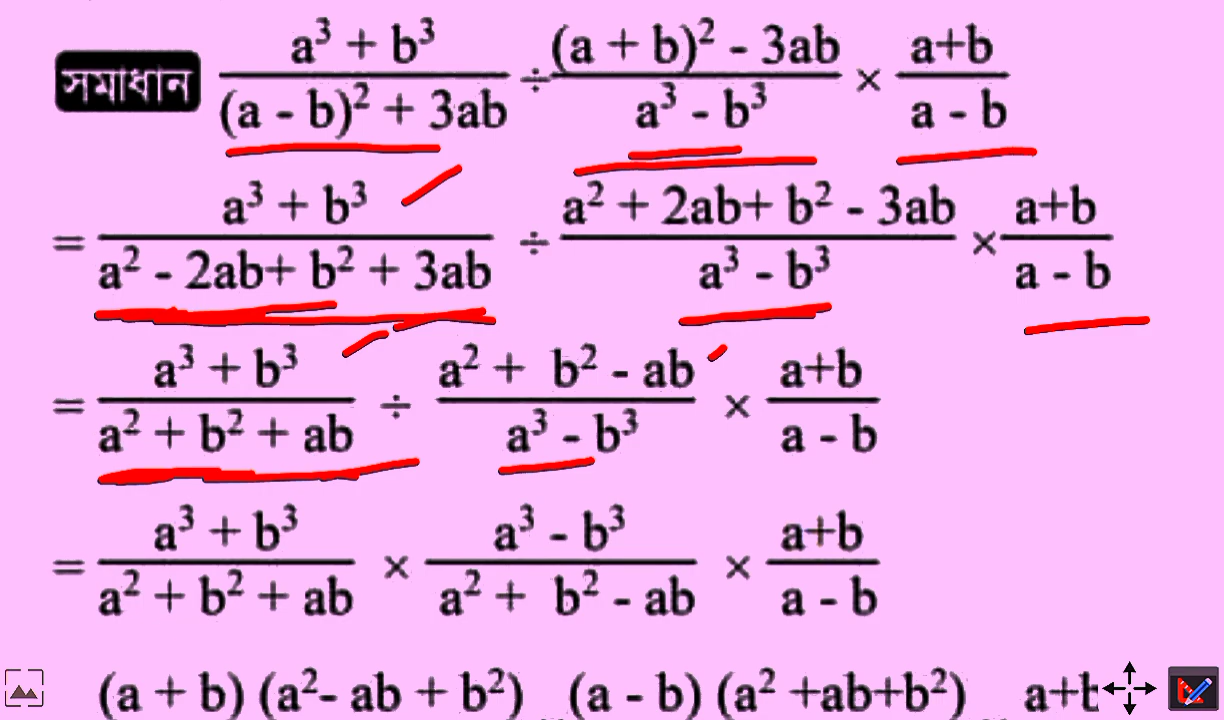 সমাধান (a³ + b³)/((a - b)² + 3ab) ÷ ((a + b)² - 3ab)/(a³ - b³) × (a+b)/(a - b)
= (a³ + b³)/(a² - 2ab+ b² + 3ab) ÷ (a² + 2ab+ b² - 3ab)/(a³ - b³) × (a+b)/(a - b)
= (a³ + b³)/(a² + b² + ab) ÷ (a² + b² - ab)/(a³ - b³) × (a+b)/(a - b)
= (a³ + b³)/(a² + b² + ab) × (a³ - b³)/(a² + b² - ab) × (a+b)/(a - b)
(a + b) (a²- ab + b²) (a - b) (a² +ab+b²) a+b